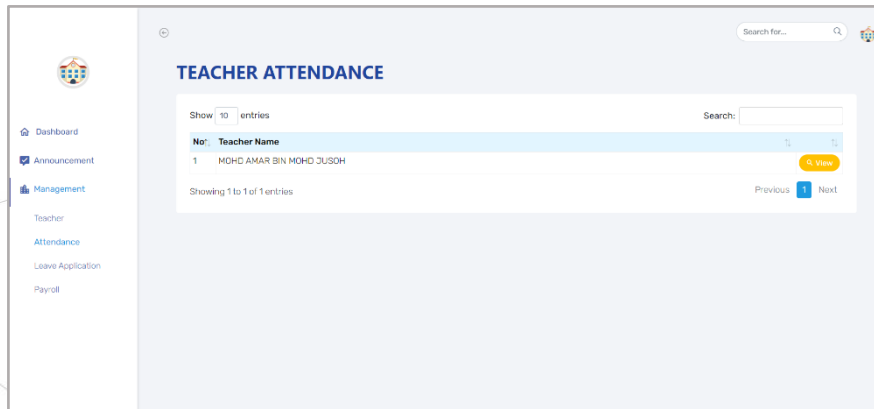 Search for...
TEACHER ATTENDANCE
Show 10 entries
Search:
Dashboard
No Teacher Name
Announcement
1 MOHD AMAR BIN MOHD JUSOH View
Management
Showing 1 to 1 of 1 entries
Previous 1 Next
Teacher
Attendance
Leave Application
Payroll